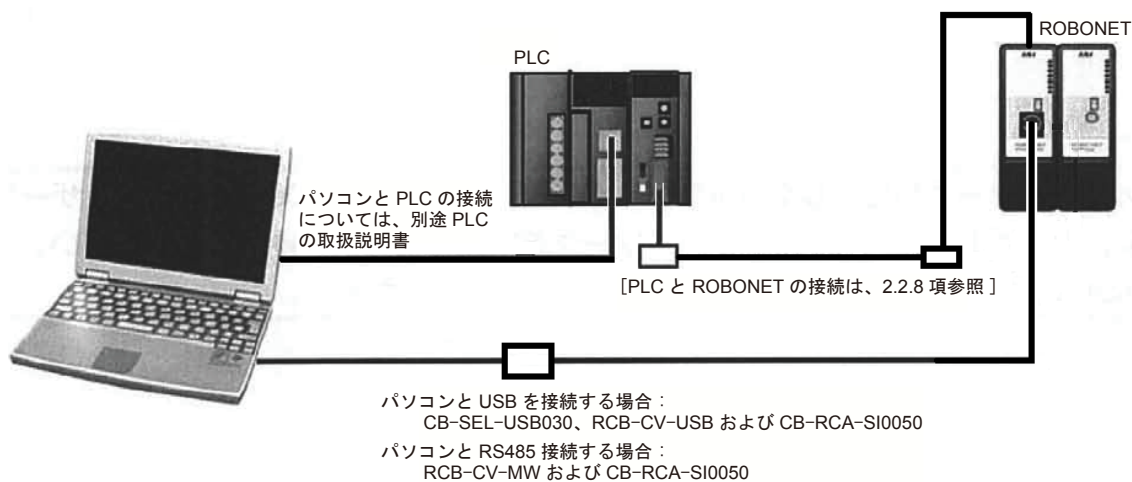 ROBONET
PLC
パソコンと PLC の接続
については、別途 PLC
の取扱説明書
［PLC と ROBONET の接続は、2.2.8 項参照 ］
パソコンと USB を接続する場合：
CB-SEL-USB030、RCB-CV-USB および CB-RCA-SI0050
パソコンと RS485 接続する場合：
RCB-CV-MW および CB-RCA-SI0050